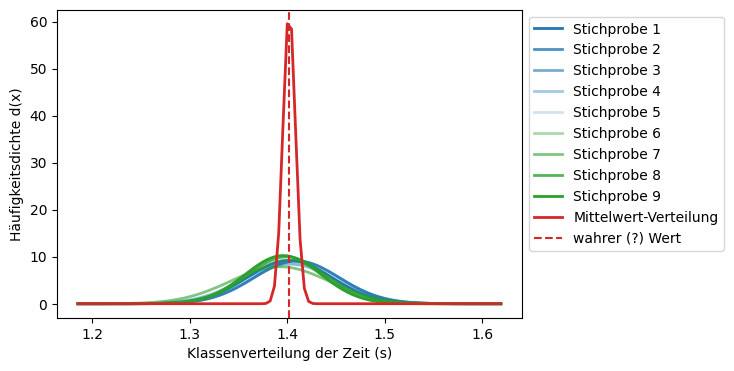 Häufigkeitsdichte d(x)
60
50
40
30
20
10
0
1.2
1.3
1.4
1.5
1.6
Klassenverteilung der Zeit (s)
Stichprobe 1
Stichprobe 2
Stichprobe 3
Stichprobe 4
Stichprobe 5
Stichprobe 6
Stichprobe 7
Stichprobe 8
Stichprobe 9
Mittelwert-Verteilung
wahrer (?) Wert